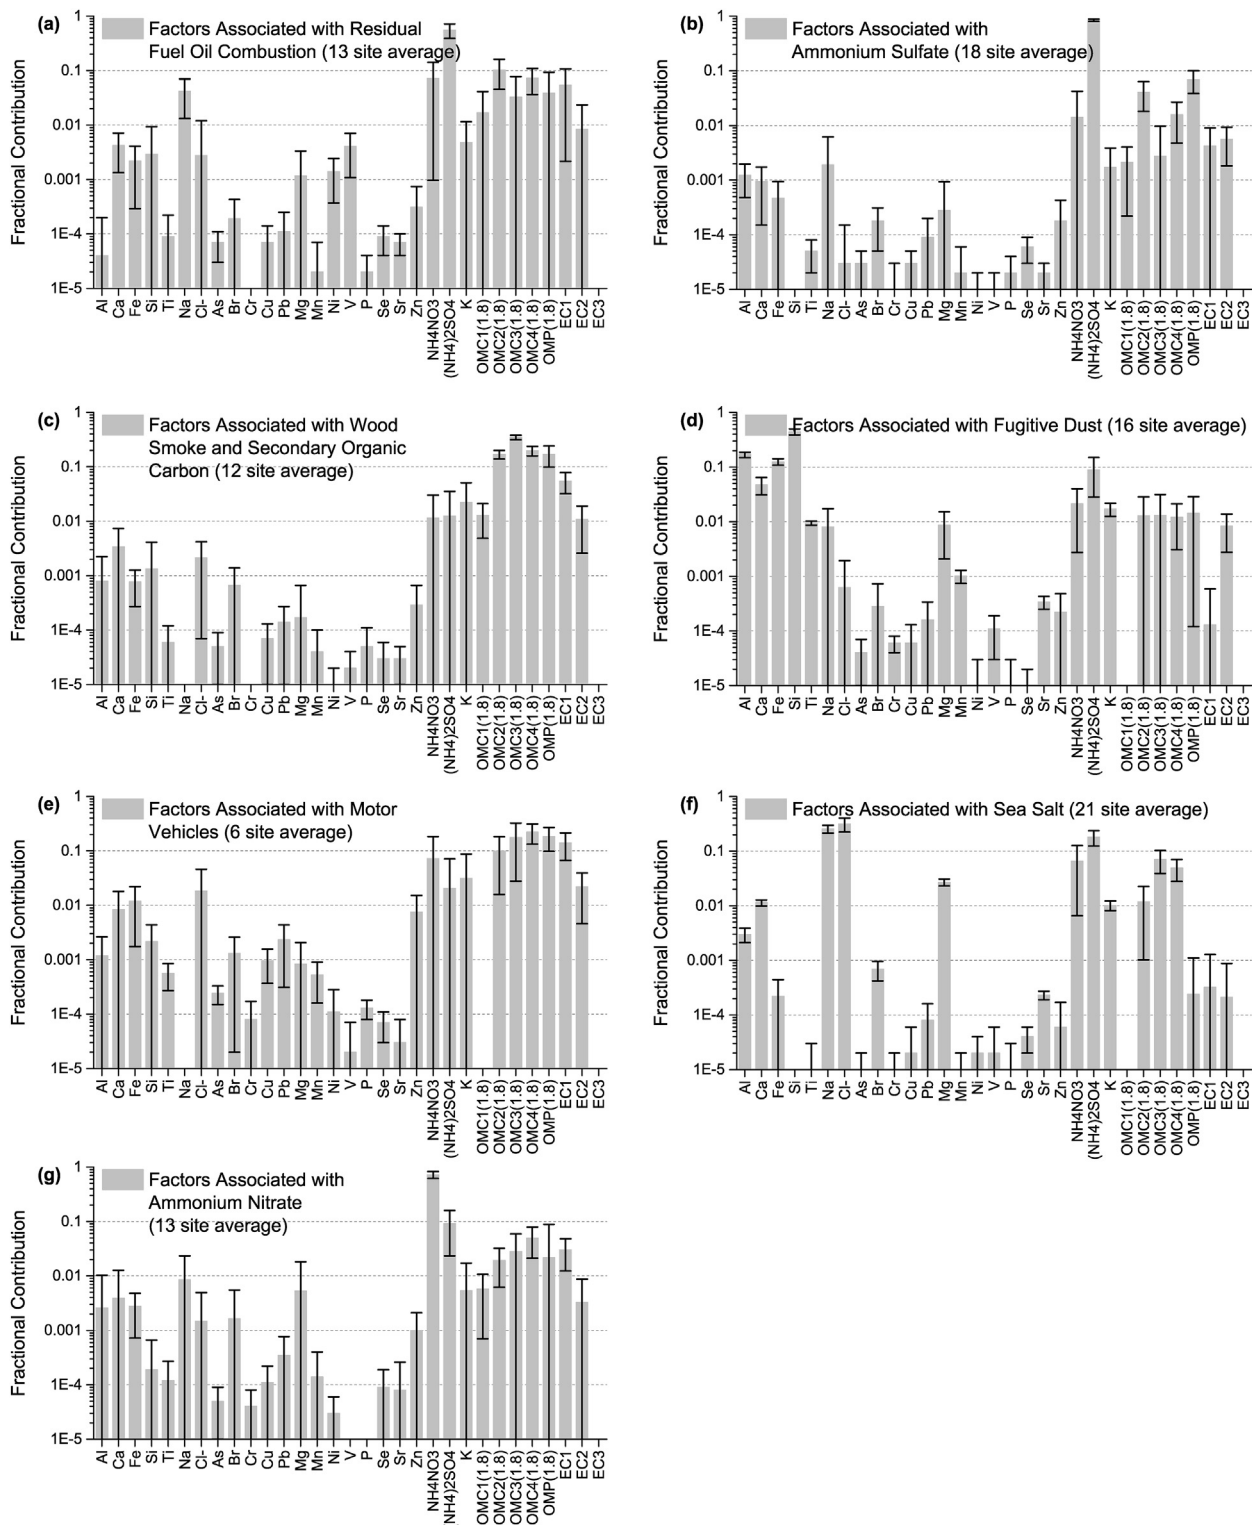 (a)
Factors Associated with Residual
Fuel Oil Combustion (13 site average)
Fractional Contribution
1
0.1
0.01
0.001
1E-4
1E-5
Al Ca Fe Si Ti Na Cl- As Br Cr Cu Pb Mg Mn Ni V P Se Sr Zn NH4NO3 (NH4)2SO4 K OMC1(1.8) OMC2(1.8) OMC3(1.8) OMC4(1.8) OMP(1.8) EC1 EC2 EC3
(b)
Factors Associated with
Ammonium Sulfate (18 site average)
Fractional Contribution
1
0.1
0.01
0.001
1E-4
1E-5
Al Ca Fe Si Ti Na Cl- As Br Cr Cu Pb Mg Mn Ni V P Se Sr Zn NH4NO3 (NH4)2SO4 K OMC1(1.8) OMC2(1.8) OMC3(1.8) OMC4(1.8) OMP(1.8) EC1 EC2 EC3
(c)
Factors Associated with Wood
Smoke and Secondary Organic
Carbon (12 site average)
Fractional Contribution
1
0.1
0.01
0.001
1E-4
1E-5
Al Ca Fe Si Ti Na Cl- As Br Cr Cu Pb Mg Mn Ni V P Se Sr Zn NH4NO3 (NH4)2SO4 K OMC1(1.8) OMC2(1.8) OMC3(1.8) OMC4(1.8) OMP(1.8) EC1 EC2 EC3
(d)
Factors Associated with Fugitive Dust (16 site average)
Fractional Contribution
1
0.1
0.01
0.001
1E-4
1E-5
Al Ca Fe Si Ti Na Cl- As Br Cr Cu Pb Mg Mn Ni V P Se Sr Zn NH4NO3 (NH4)2SO4 K OMC1(1.8) OMC2(1.8) OMC3(1.8) OMC4(1.8) OMP(1.8) EC1 EC2 EC3
(e)
Factors Associated with Motor
Vehicles (6 site average)
Fractional Contribution
1
0.1
0.01
0.001
1E-4
1E-5
Al Ca Fe Si Ti Na Cl- As Br Cr Cu Pb Mg Mn Ni V P Se Sr Zn NH4NO3 (NH4)2SO4 K OMC1(1.8) OMC2(1.8) OMC3(1.8) OMC4(1.8) OMP(1.8) EC1 EC2 EC3
(f)
Factors Associated with Sea Salt (21 site average)
Fractional Contribution
1
0.1
0.01
0.001
1E-4
1E-5
Al Ca Fe Si Ti Na Cl- As Br Cr Cu Pb Mg Mn Ni V P Se Sr Zn NH4NO3 (NH4)2SO4 K OMC1(1.8) OMC2(1.8) OMC3(1.8) OMC4(1.8) OMP(1.8) EC1 EC2 EC3
(g)
Factors Associated with
Ammonium Nitrate
(13 site average)
Fractional Contribution
1
0.1
0.01
0.001
1E-4
1E-5
Al Ca Fe Si Ti Na Cl- As Br Cr Cu Pb Mg Mn Ni V P Se Sr Zn NH4NO3 (NH4)2SO4 K OMC1(1.8) OMC2(1.8) OMC3(1.8) OMC4(1.8) OMP(1.8) EC1 EC2 EC3